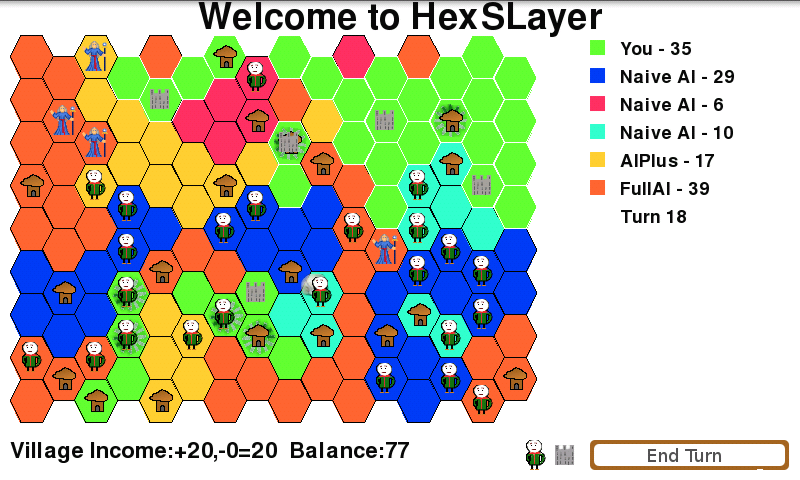 Welcome to HexSLayer
You - 35
Naive AI - 29
Naive AI - 6
Naive AI - 10
AIPlus - 17
FullAI - 39
Turn 18
Village Income:+20,-0=20 Balance:77
End Turn